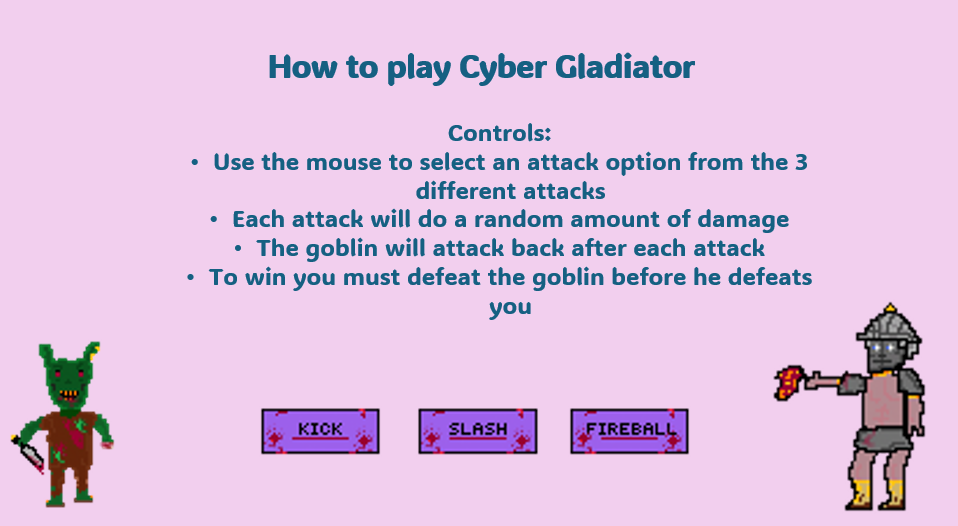 How to play Cyber Gladiator
Controls:
• Use the mouse to select an attack option from the 3
different attacks
• Each attack will do a random amount of damage
• The goblin will attack back after each attack
• To win you must defeat the goblin before he defeats
you
KICK
SLASH
FIREBALL